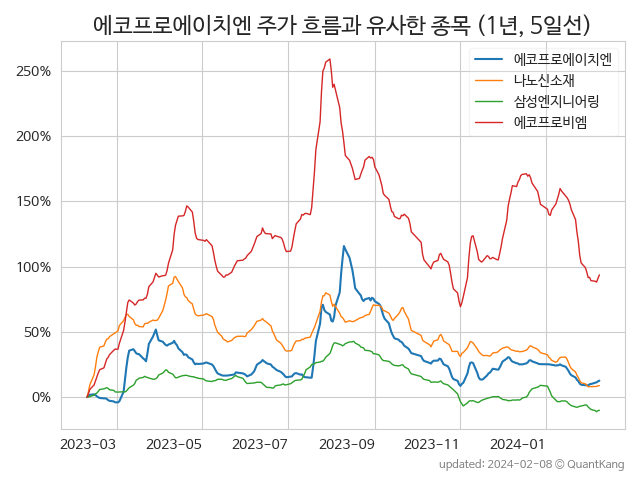 에코프로에이치엔 주가 흐름과 유사한 종목 (1년, 5일선)
에코프로에이치엔
나노신소재
삼성엔지니어링
에코프로비엠
250%
200%
150%
100%
50%
0%
2023-03 2023-05 2023-07 2023-09 2023-11 2024-01
updated: 2024-02-08 © QuantKang